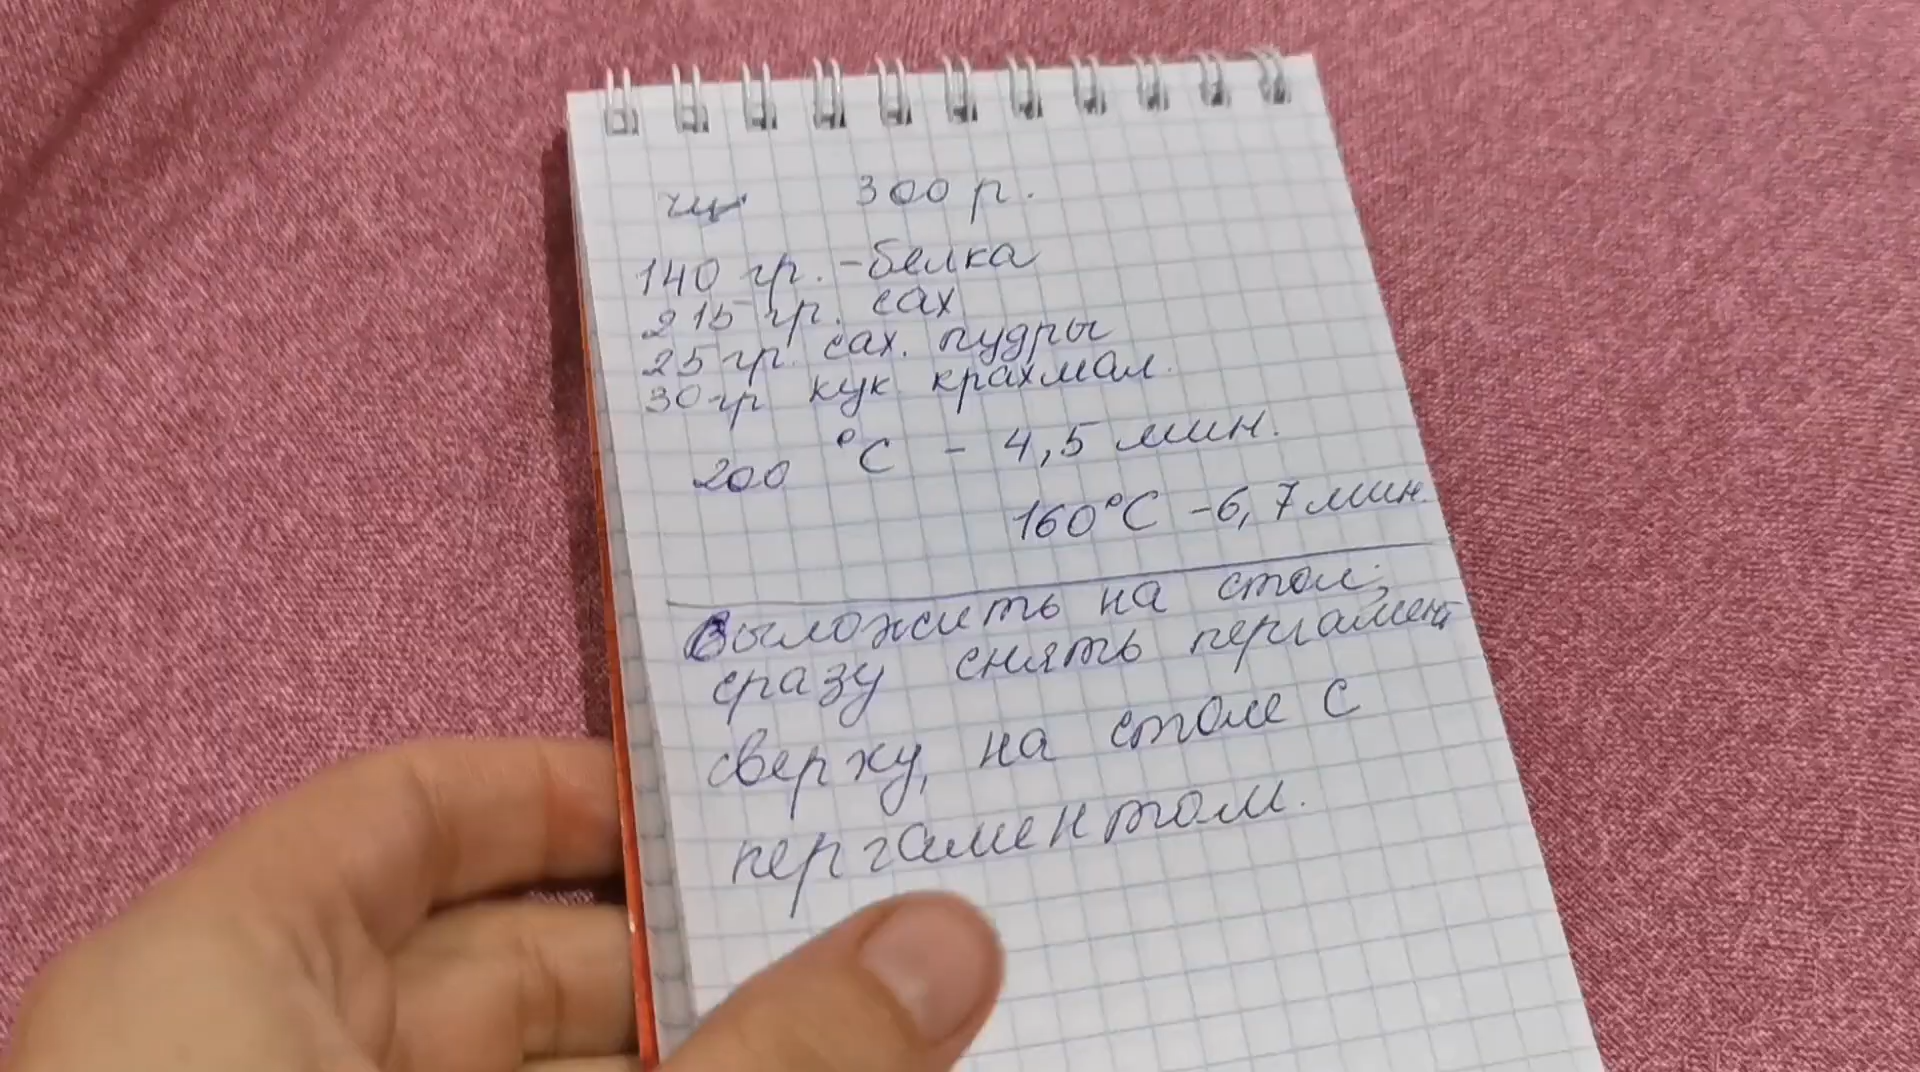 300 р.
140 гр. - белка
215 гр. сах
25 гр. сах. пудры
30 гр кук. крахмал.
200 °C - 4,5 мин.
160°C - 6,7 мин.
Выложить на стол,
сразу снять пергамент
сверху, на столе с
пергаментом.